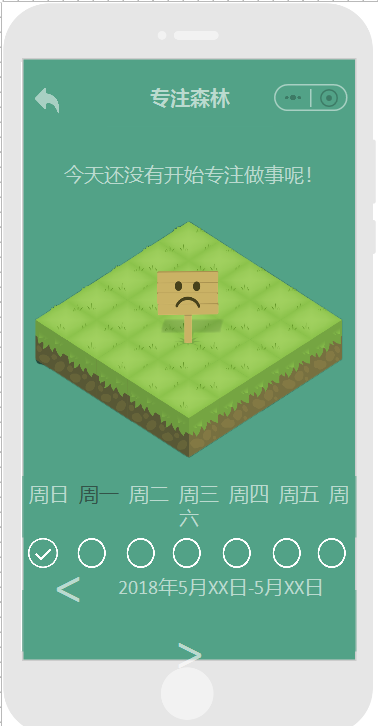 专注森林
今天还没有开始专注做事呢！
周日 周一 周二 周三 周四 周五 周
六
< 2018年5月XX日-5月XX日
>